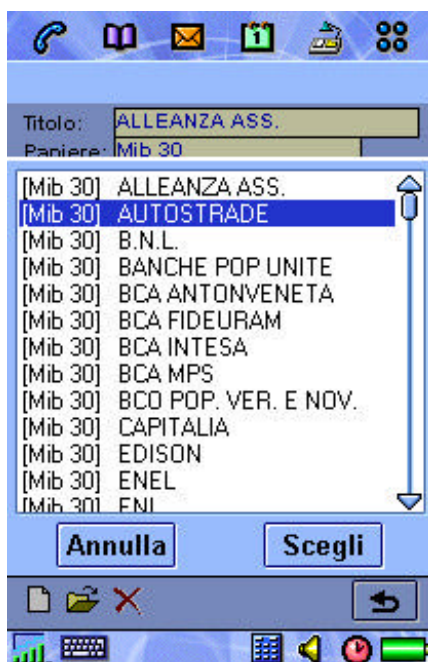 1
Titolo: ALLEANZA ASS.
Paniere: Mib 30
[Mib 30] ALLEANZA ASS.
[Mib 30] AUTOSTRADE
[Mib 30] B.N.L.
[Mib 30] BANCHE POP UNITE
[Mib 30] BCA ANTONVENETA
[Mib 30] BCA FIDEURAM
[Mib 30] BCA INTESA
[Mib 30] BCA MPS
[Mib 30] BCO POP. VER. E NOV.
[Mib 30] CAPITALIA
[Mib 30] EDISON
[Mib 30] ENEL
[Mib 30] ENI
Annulla Scegli